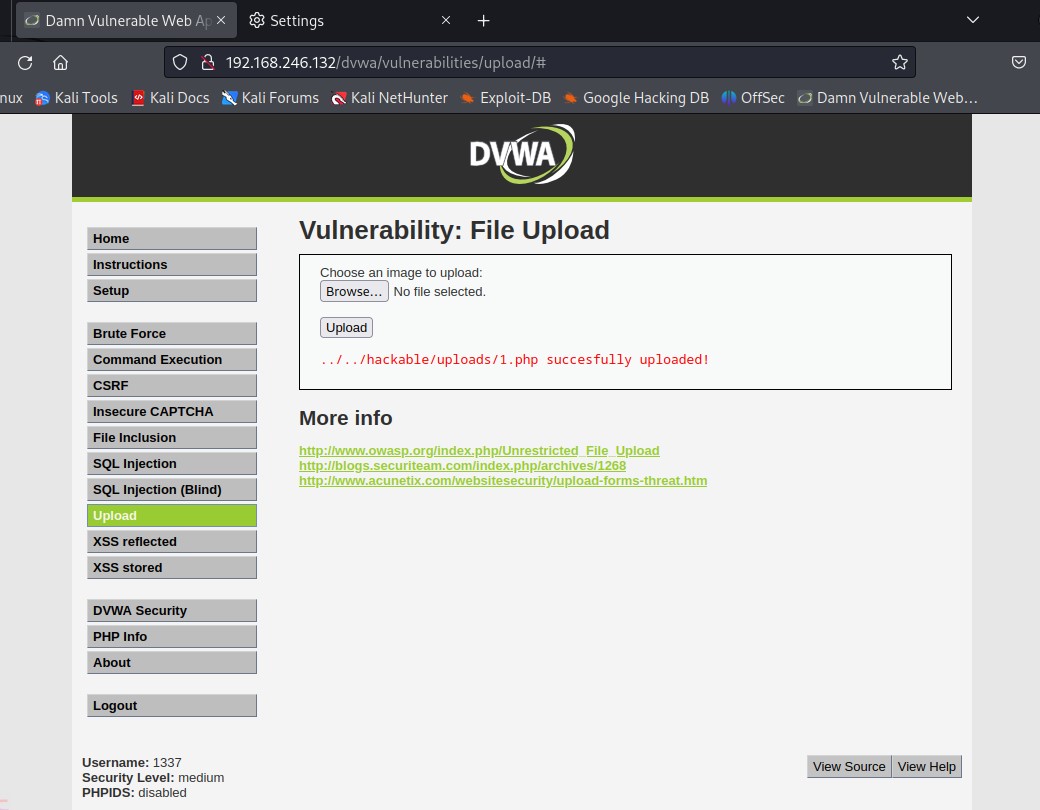 Damn Vulnerable Web Ap
Settings
192.168.246.132/dvwa/vulnerabilities/upload/#
nux Kali Tools Kali Docs Kali Forums Kali NetHunter Exploit-DB Google Hacking DB OffSec Damn Vulnerable Web…
DVWA
Home
Instructions
Setup
Brute Force
Command Execution
CSRF
Insecure CAPTCHA
File Inclusion
SQL Injection
SQL Injection (Blind)
Upload
XSS reflected
XSS stored
DVWA Security
PHP Info
About
Logout
Vulnerability: File Upload
Choose an image to upload:
Browse… No file selected.
Upload
../../hackable/uploads/1.php succesfully uploaded!
More info
http://www.owasp.org/index.php/Unrestricted_File_Upload
http://blogs.securiteam.com/index.php/archives/1268
http://www.acunetix.com/websitesecurity/upload-forms-threat.htm
Username: 1337
Security Level: medium
PHPIDS: disabled
View Source View Help